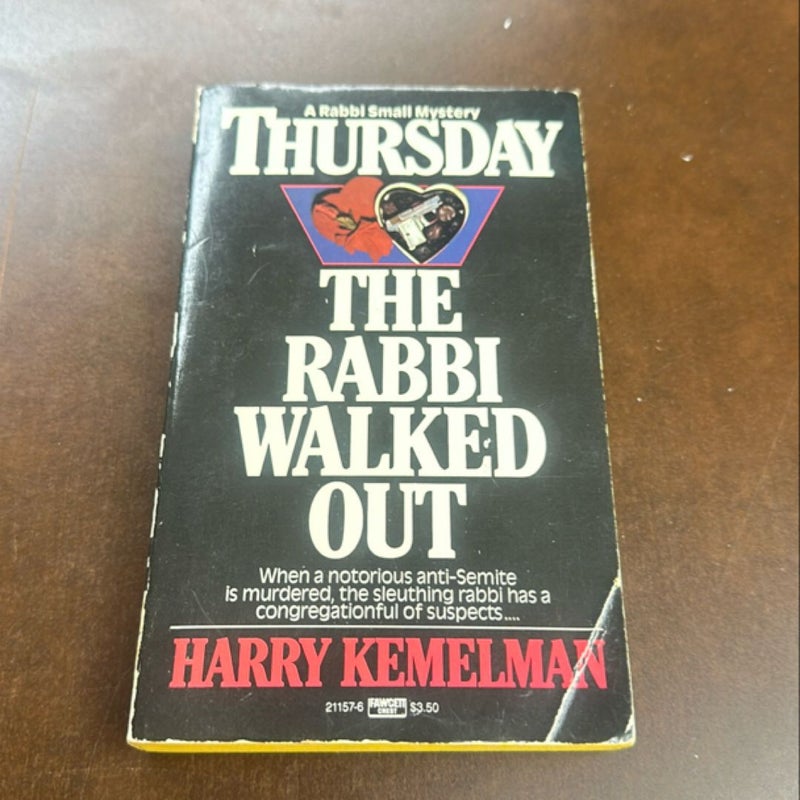 A Rabbi Small Mystery
THURSDAY
THE
RABBI
WALKED
OUT
When a notorious anti-Semite
is murdered, the sleuthing rabbi has a
congregationful of suspects....
HARRY KEMELMAN
21157-6 FAWCETT CREST $3.50